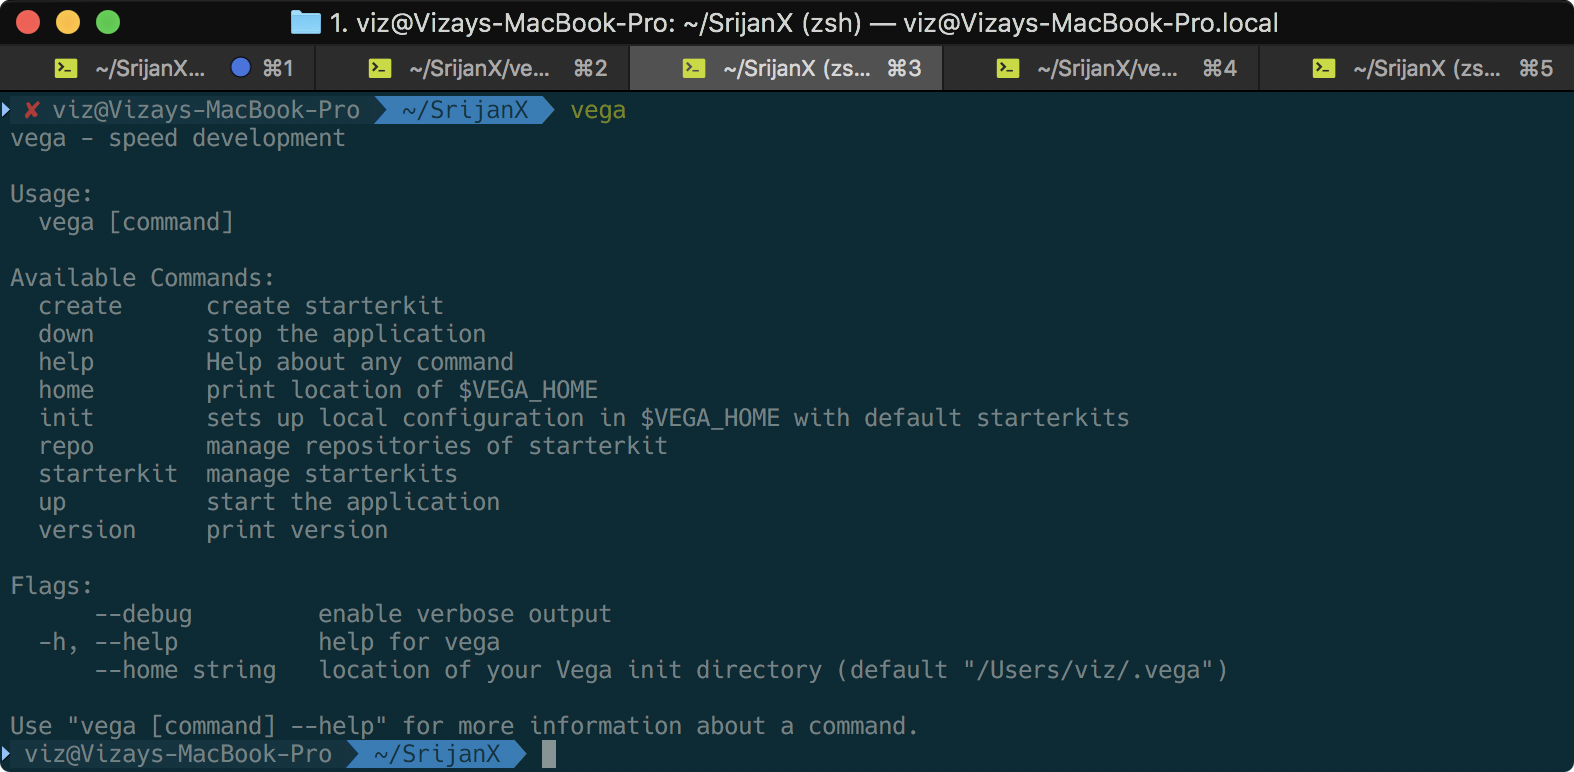 1. viz@Vizays-MacBook-Pro: ~/SrijanX (zsh) — viz@Vizays-MacBook-Pro.local
~/SrijanX... ⌘1 ~/SrijanX/ve... ⌘2 ~/SrijanX (zs... ⌘3 ~/SrijanX/ve... ⌘4 ~/SrijanX (zs... ⌘5
✘ viz@Vizays-MacBook-Pro ~/SrijanX vega
vega - speed development
Usage:
vega [command]
Available Commands:
create create starterkit
down stop the application
help Help about any command
home print location of $VEGA_HOME
init sets up local configuration in $VEGA_HOME with default starterkits
repo manage repositories of starterkit
starterkit manage starterkits
up start the application
version print version
Flags:
--debug enable verbose output
-h, --help help for vega
--home string location of your Vega init directory (default "/Users/viz/.vega")
Use "vega [command] --help" for more information about a command.
viz@Vizays-MacBook-Pro ~/SrijanX